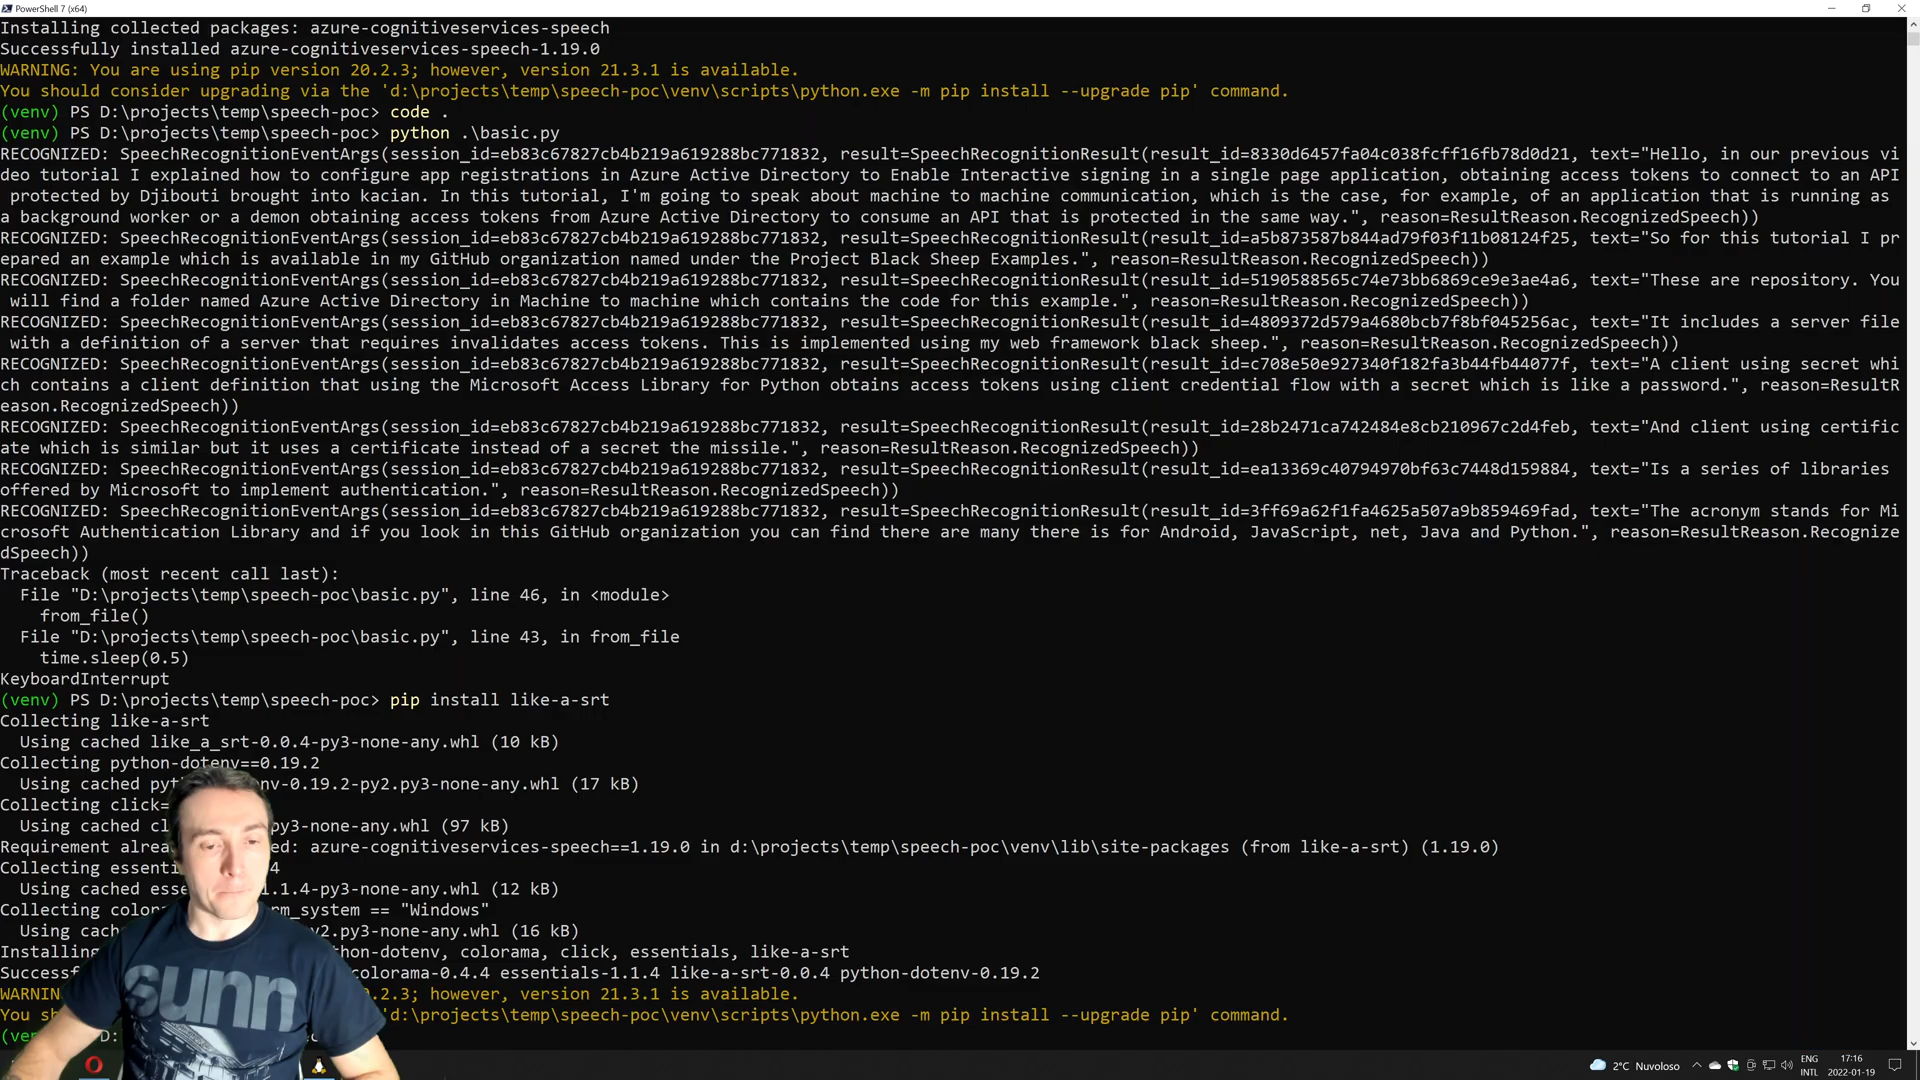 PowerShell 7 (x64)
Installing collected packages: azure-cognitiveservices-speech
Successfully installed azure-cognitiveservices-speech-1.19.0
WARNING: You are using pip version 20.2.3; however, version 21.3.1 is available.
You should consider upgrading via the 'd:\projects\temp\speech-poc\venv\scripts\python.exe -m pip install --upgrade pip' command.
(venv) PS D:\projects\temp\speech-poc> code .
(venv) PS D:\projects\temp\speech-poc> python .\basic.py
RECOGNIZED: SpeechRecognitionEventArgs(session_id=eb83c67827cb4b219a619288bc771832, result=SpeechRecognitionResult(result_id=8330d6457fa04c038fcff16fb78d0d21, text="Hello, in our previous vi
deo tutorial I explained how to configure app registrations in Azure Active Directory to Enable Interactive signing in a single page application, obtaining access tokens to connect to an API
protected by Djibouti brought into kacian. In this tutorial, I'm going to speak about machine to machine communication, which is the case, for example, of an application that is running as
a background worker or a demon obtaining access tokens from Azure Active Directory to consume an API that is protected in the same way.", reason=ResultReason.RecognizedSpeech))
RECOGNIZED: SpeechRecognitionEventArgs(session_id=eb83c67827cb4b219a619288bc771832, result=SpeechRecognitionResult(result_id=a5b873587b844ad79f03f11b08124f25, text="So for this tutorial I pr
epared an example which is available in my GitHub organization named under the Project Black Sheep Examples.", reason=ResultReason.RecognizedSpeech))
RECOGNIZED: SpeechRecognitionEventArgs(session_id=eb83c67827cb4b219a619288bc771832, result=SpeechRecognitionResult(result_id=51905885​65c74e73bb6869ce9e3ae4a6, text="These are repository. You
will find a folder named Azure Active Directory in Machine to machine which contains the code for this example.", reason=ResultReason.RecognizedSpeech))
RECOGNIZED: SpeechRecognitionEventArgs(session_id=eb83c67827cb4b219a619288bc771832, result=SpeechRecognitionResult(result_id=4809372d579a4680bcb7f8bf045256ac, text="It includes a server file
with a definition of a server that requires invalidates access tokens. This is implemented using my web framework black sheep.", reason=ResultReason.RecognizedSpeech))
RECOGNIZED: SpeechRecognitionEventArgs(session_id=eb83c67827cb4b219a619288bc771832, result=SpeechRecognitionResult(result_id=c708e50e927340f182fa3b44fb44077f, text="A client using secret whi
ch contains a client definition that using the Microsoft Access Library for Python obtains access tokens using client credential flow with a secret which is like a password.", reason=ResultR
eason.RecognizedSpeech))
RECOGNIZED: SpeechRecognitionEventArgs(session_id=eb83c67827cb4b219a619288bc771832, result=SpeechRecognitionResult(result_id=28b2471ca742484e8cb210967c2d4feb, text="And client using certific
ate which is similar but it uses a certificate instead of a secret the missile.", reason=ResultReason.RecognizedSpeech))
RECOGNIZED: SpeechRecognitionEventArgs(session_id=eb83c67827cb4b219a619288bc771832, result=SpeechRecognitionResult(result_id=ea13369c40794970bf63c7448d159884, text="Is a series of libraries
offered by Microsoft to implement authentication.", reason=ResultReason.RecognizedSpeech))
RECOGNIZED: SpeechRecognitionEventArgs(session_id=eb83c67827cb4b219a619288bc771832, result=SpeechRecognitionResult(result_id=3ff69a62f1fa4625a507a9b859469fad, text="The acronym stands for Mi
crosoft Authentication Library and if you look in this GitHub organization you can find there are many there is for Android, JavaScript, net, Java and Python.", reason=ResultReason.Recognize
dSpeech))
Traceback (most recent call last):
File "D:\projects\temp\speech-poc\basic.py", line 46, in <module>
from_file()
File "D:\projects\temp\speech-poc\basic.py", line 43, in from_file
time.sleep(0.5)
KeyboardInterrupt
(venv) PS D:\projects\temp\speech-poc> pip install like-a-srt
Collecting like-a-srt
Using cached like_a_srt-0.0.4-py3-none-any.whl (10 kB)
Collecting python-dotenv==0.19.2
Using cached pyt nv-0.19.2-py2.py3-none-any.whl (17 kB)
Collecting click=
Using cached cl py3-none-any.whl (97 kB)
Requirement alrea ed: azure-cognitiveservices-speech==1.19.0 in d:\projects\temp\speech-poc\venv\lib\site-packages (from like-a-srt) (1.19.0)
Collecting essenti 4
Using cached esse 1.1.4-py3-none-any.whl (12 kB)
Collecting color rm_system == "Windows"
Using cach y2.py3-none-any.whl (16 kB)
Installing hon-dotenv, colorama, click, essentials, like-a-srt
Successf colorama-0.4.4 essentials-1.1.4 like-a-srt-0.0.4 python-dotenv-0.19.2
WARNIN 0.2.3; however, version 21.3.1 is available.
You sh 'd:\projects\temp\speech-poc\venv\scripts\python.exe -m pip install --upgrade pip' command.
(ve D:
sunn
2°C Nuvoloso
ENG
INTL
17:16
2022-01-19